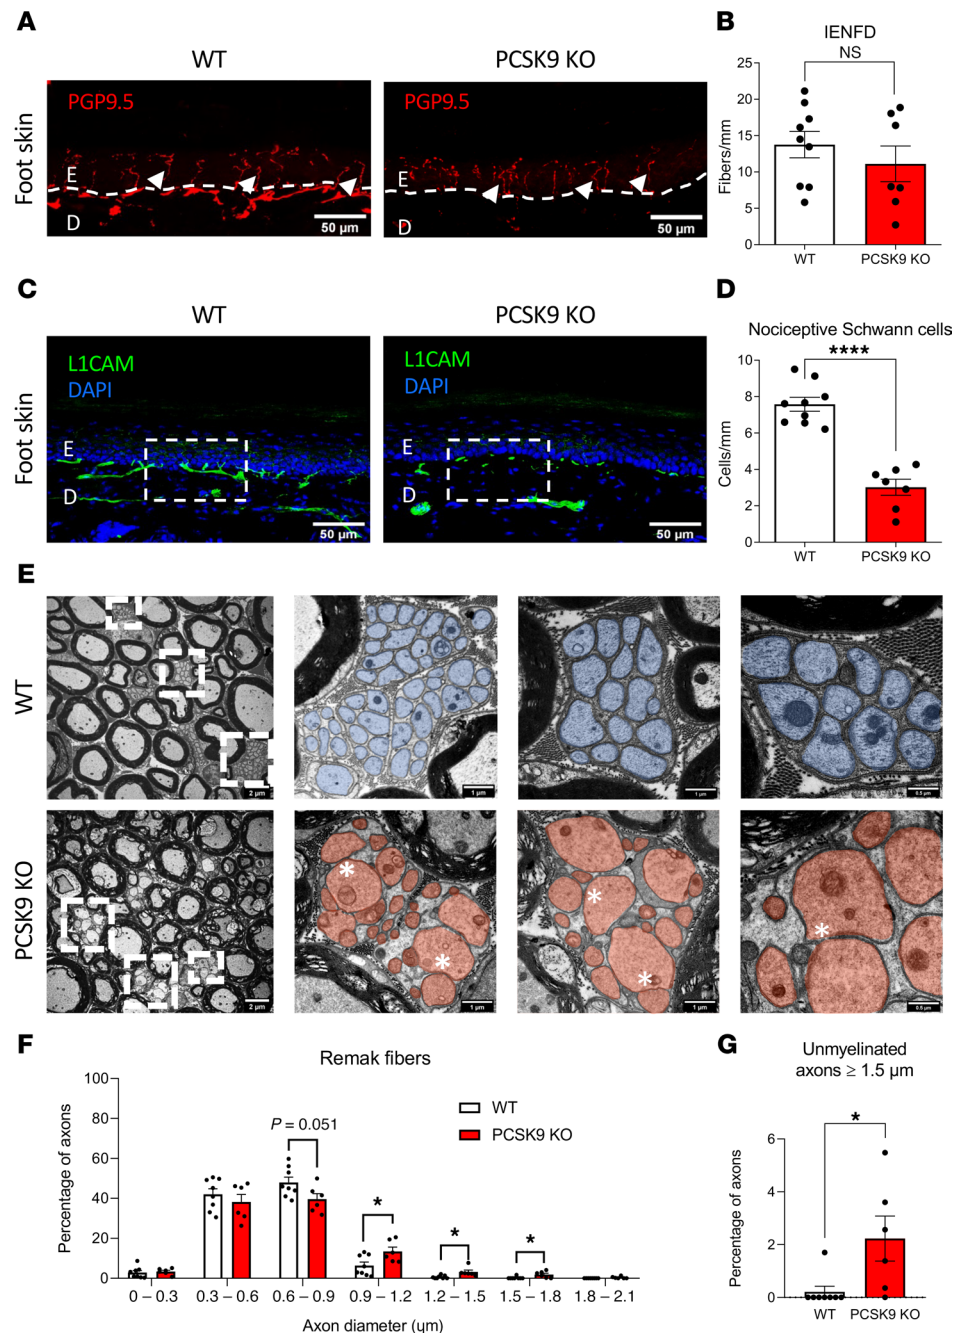 A
WT
PCSK9 KO
Foot skin
PGP9.5
E
D
50 µm
PGP9.5
E
D
50 µm
B
IENFD
NS
Fibers/mm
25
20
15
10
5
0
WT
PCSK9 KO
C
WT
PCSK9 KO
Foot skin
L1CAM
DAPI
E
D
50 µm
L1CAM
DAPI
E
D
50 µm
D
Nociceptive Schwann cells
****
Cells/mm
10
8
6
4
2
0
WT
PCSK9 KO
E
WT
2 µm
1 µm
1 µm
0.5 µm
PCSK9 KO
*
*
*
*
*
2 µm
1 µm
1 µm
0.5 µm
F
Remak fibers
Percentage of axons
100
80
60
40
20
0
P = 0.051
*
*
*
WT
PCSK9 KO
0 – 0.3
0.3 – 0.6
0.6 – 0.9
0.9 – 1.2
1.2 – 1.5
1.5 – 1.8
1.8 – 2.1
Axon diameter (µm)
G
Unmyelinated
axons ≥ 1.5 µm
*
Percentage of axons
6
4
2
0
WT
PCSK9 KO